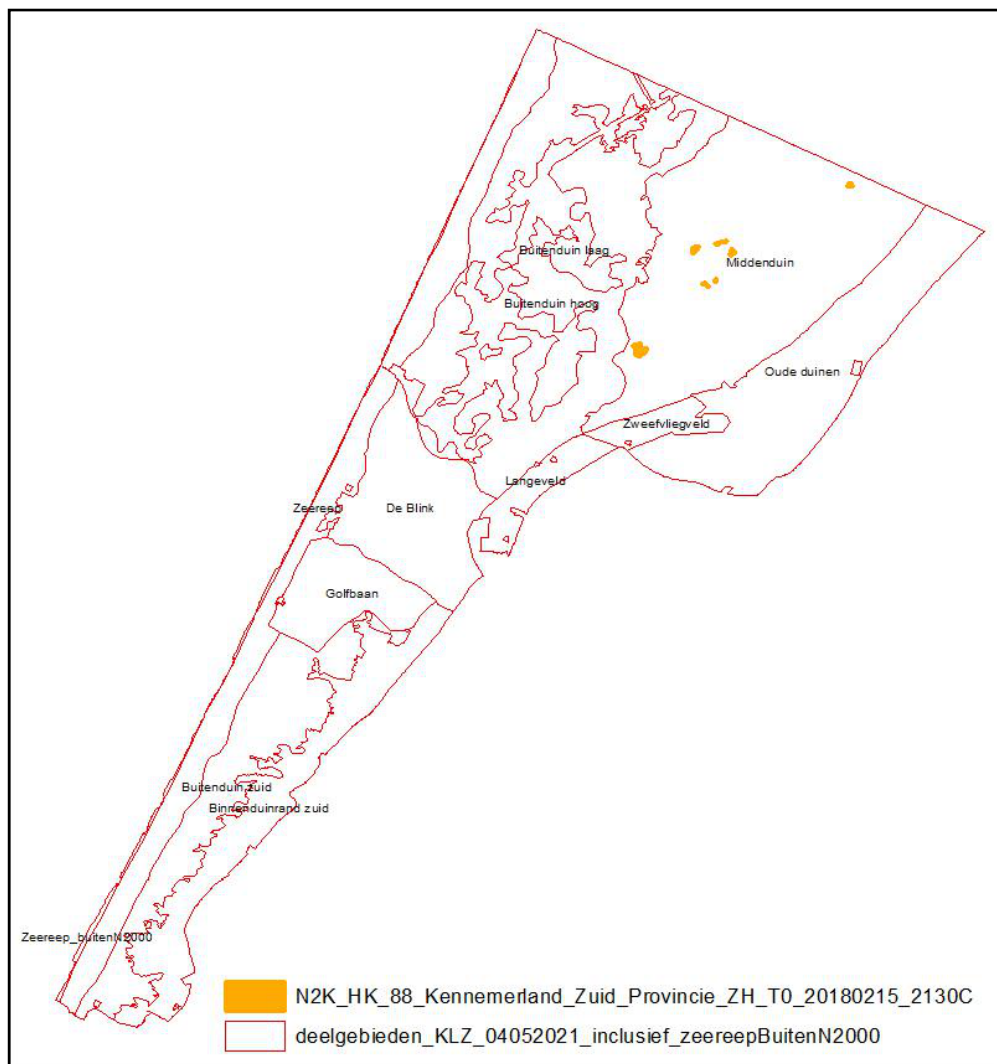 Buitenduin laag
Middenduin
Buitenduin hoog
Oude duinen
Zweefvliegveld
Langeveld
Zeereep
De Blink
Golfbaan
Buitenduin zuid
Binnenduinrand zuid
Zeereep_buitenN2000
N2K_HK_88_Kennemerland_Zuid_Provincie_ZH_T0_20180215_2130C
deelgebieden_KLZ_04052021_inclusief_zeereepBuitenN2000